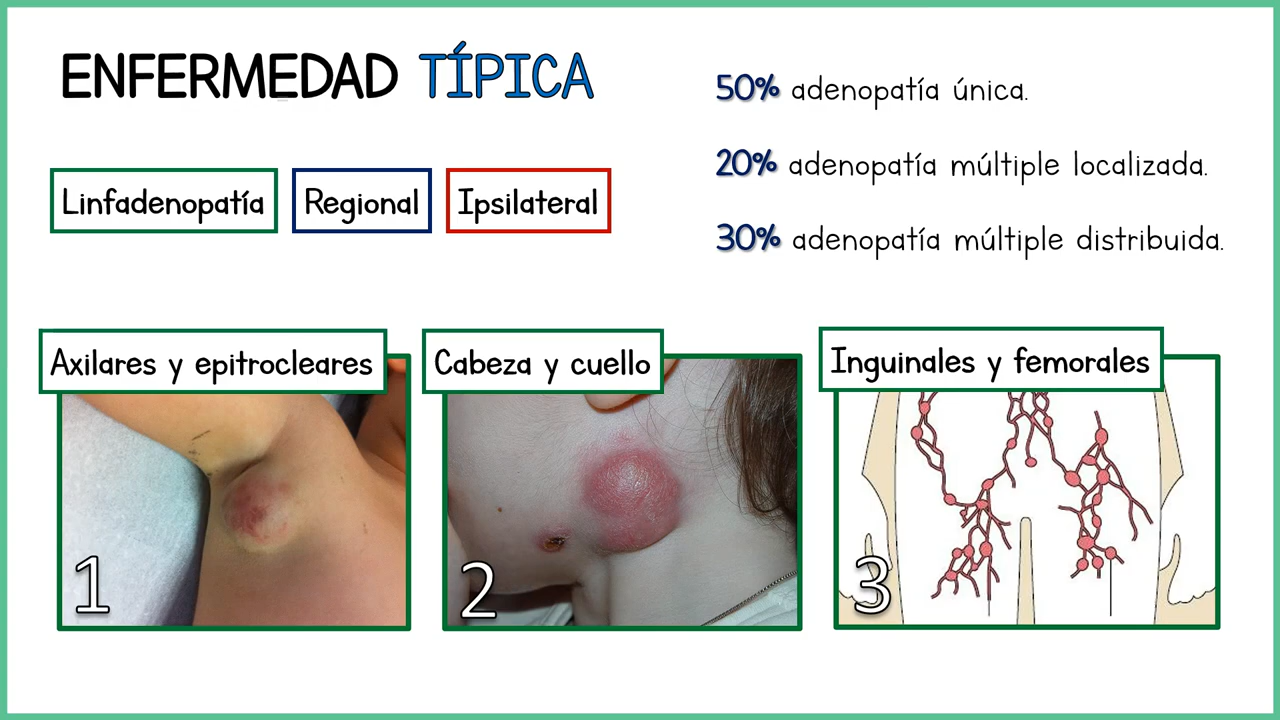 ENFERMEDAD TÍPICA
Linfadenopatía Regional Ipsilateral
50% adenopatía única.
20% adenopatía múltiple localizada.
30% adenopatía múltiple distribuida.
Axilares y epitrocleares
1
Cabeza y cuello
2
Inguinales y femorales
3